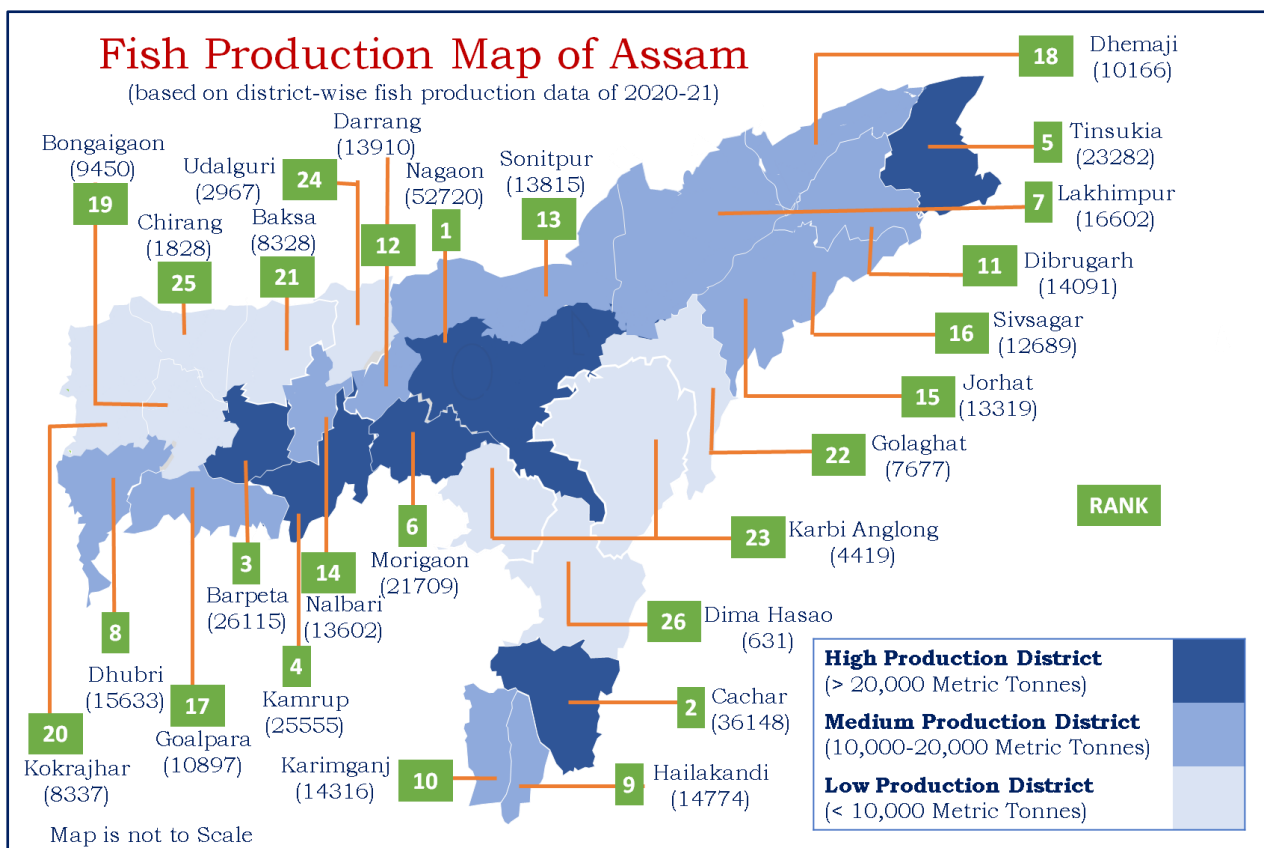 Fish Production Map of Assam
(based on district-wise fish production data of 2020-21)
18
Dhemaji
(10166)
5
Tinsukia
(23282)
7
Lakhimpur
(16602)
11
Dibrugarh
(14091)
16
Sivsagar
(12689)
15
Jorhat
(13319)
22
Golaghat
(7677)
RANK
23
Karbi Anglong
(4419)
26
Dima Hasao
(631)
2
Cachar
(36148)
9
Hailakandi
(14774)
Karimganj
(14316)
10
Bongaigaon
(9450)
19
Chirang
(1828)
25
Udalguri
(2967)
24
Baksa
(8328)
21
Darrang
(13910)
12
Nagaon
(52720)
1
Sonitpur
(13815)
13
6
Morigaon
(21709)
14
Nalbari
(13602)
3
Barpeta
(26115)
4
Kamrup
(25555)
8
Dhubri
(15633)
17
Goalpara
(10897)
20
Kokrajhar
(8337)
High Production District
(> 20,000 Metric Tonnes)
Medium Production District
(10,000-20,000 Metric Tonnes)
Low Production District
(< 10,000 Metric Tonnes)
Map is not to Scale